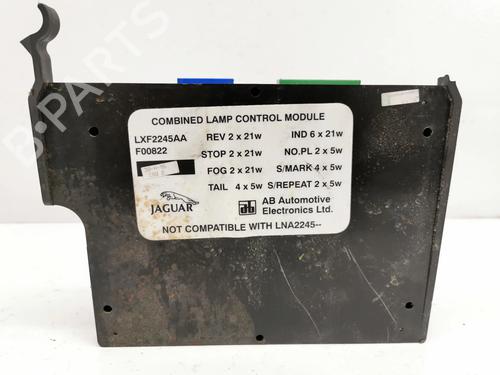 COMBINED LAMP CONTROL MODULE
LXF2245AA REV 2 x 21w IND 6 x 21w
F00822 STOP 2 x 21w NO.PL 2 x 5w
FOG 2 x 21w S/MARK 4 x 5w
TAIL 4 x 5w S/REPEAT 2 x 5w
JAGUAR
ab AB Automotive
Electronics Ltd.
NOT COMPATIBLE WITH LNA2245--
B-PARTS